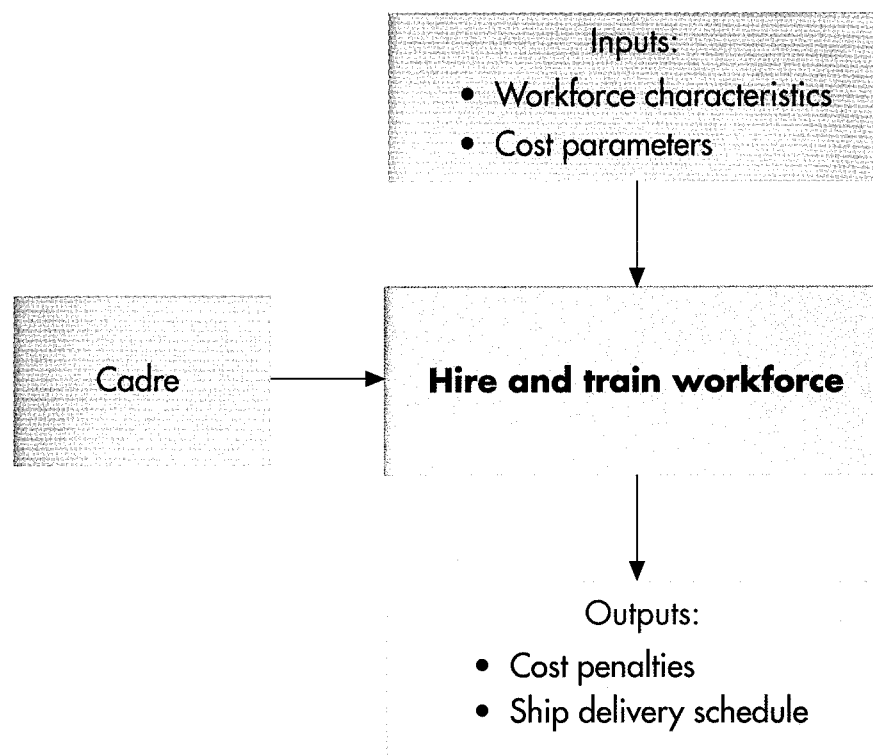 Inputs:
• Workforce characteristics
• Cost parameters
Cadre
Hire and train workforce
Outputs:
• Cost penalties
• Ship delivery schedule